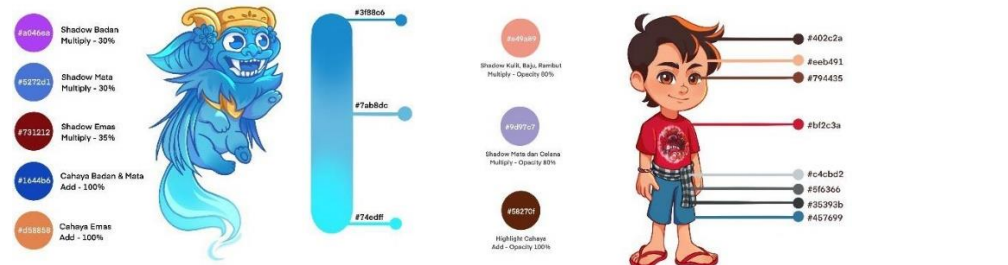 #a046ea
Shadow Badan
Multiply - 30%
#5272d1
Shadow Mata
Multiply - 30%
#731212
Shadow Emas
Multiply - 35%
#1644b6
Cahaya Badan & Mata
Add - 100%
#d58858
Cahaya Emas
Add - 100%
#3f88c6
#7ab8dc
#74edff
Shadow Kulit, Baju, Rambut
Multiply - Opacity 80%
#9d97c7
Shadow Mata dan Celana
Multiply - Opacity 80%
#58270f
Highlight Cahaya
Add - Opacity 100%
#402c2a
#eeb491
#794435
#bf2c3a
#c4cbd2
#5f6366
#35393b
#457699